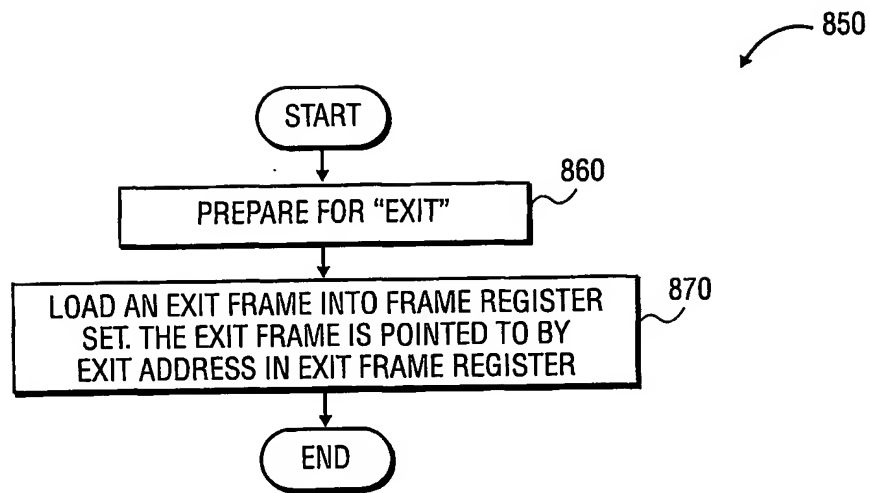 850
START
860
PREPARE FOR “EXIT”
LOAD AN EXIT FRAME INTO FRAME REGISTER
SET. THE EXIT FRAME IS POINTED TO BY
EXIT ADDRESS IN EXIT FRAME REGISTER
870
END